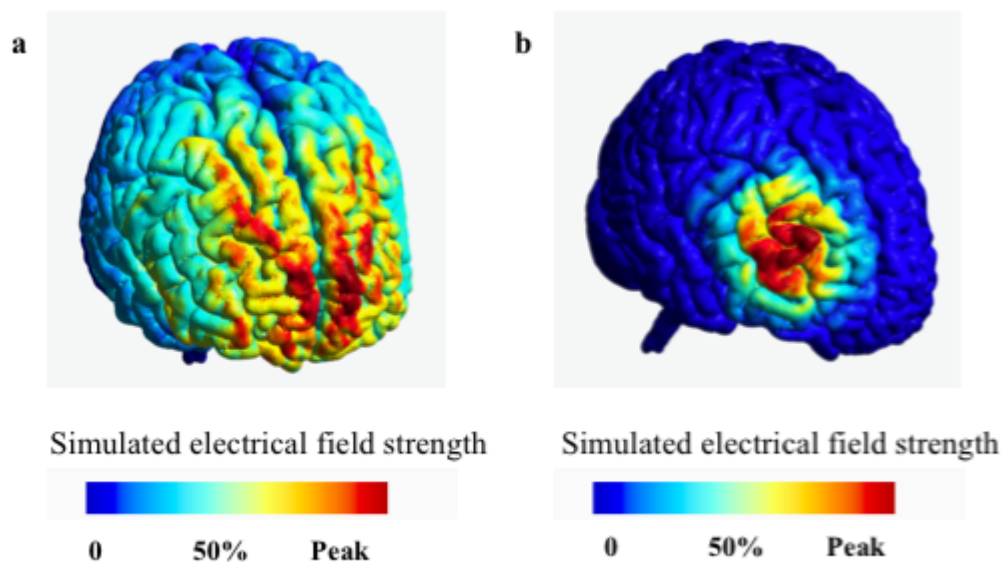 a
b
Simulated electrical field strength
Simulated electrical field strength
0 50% Peak
0 50% Peak